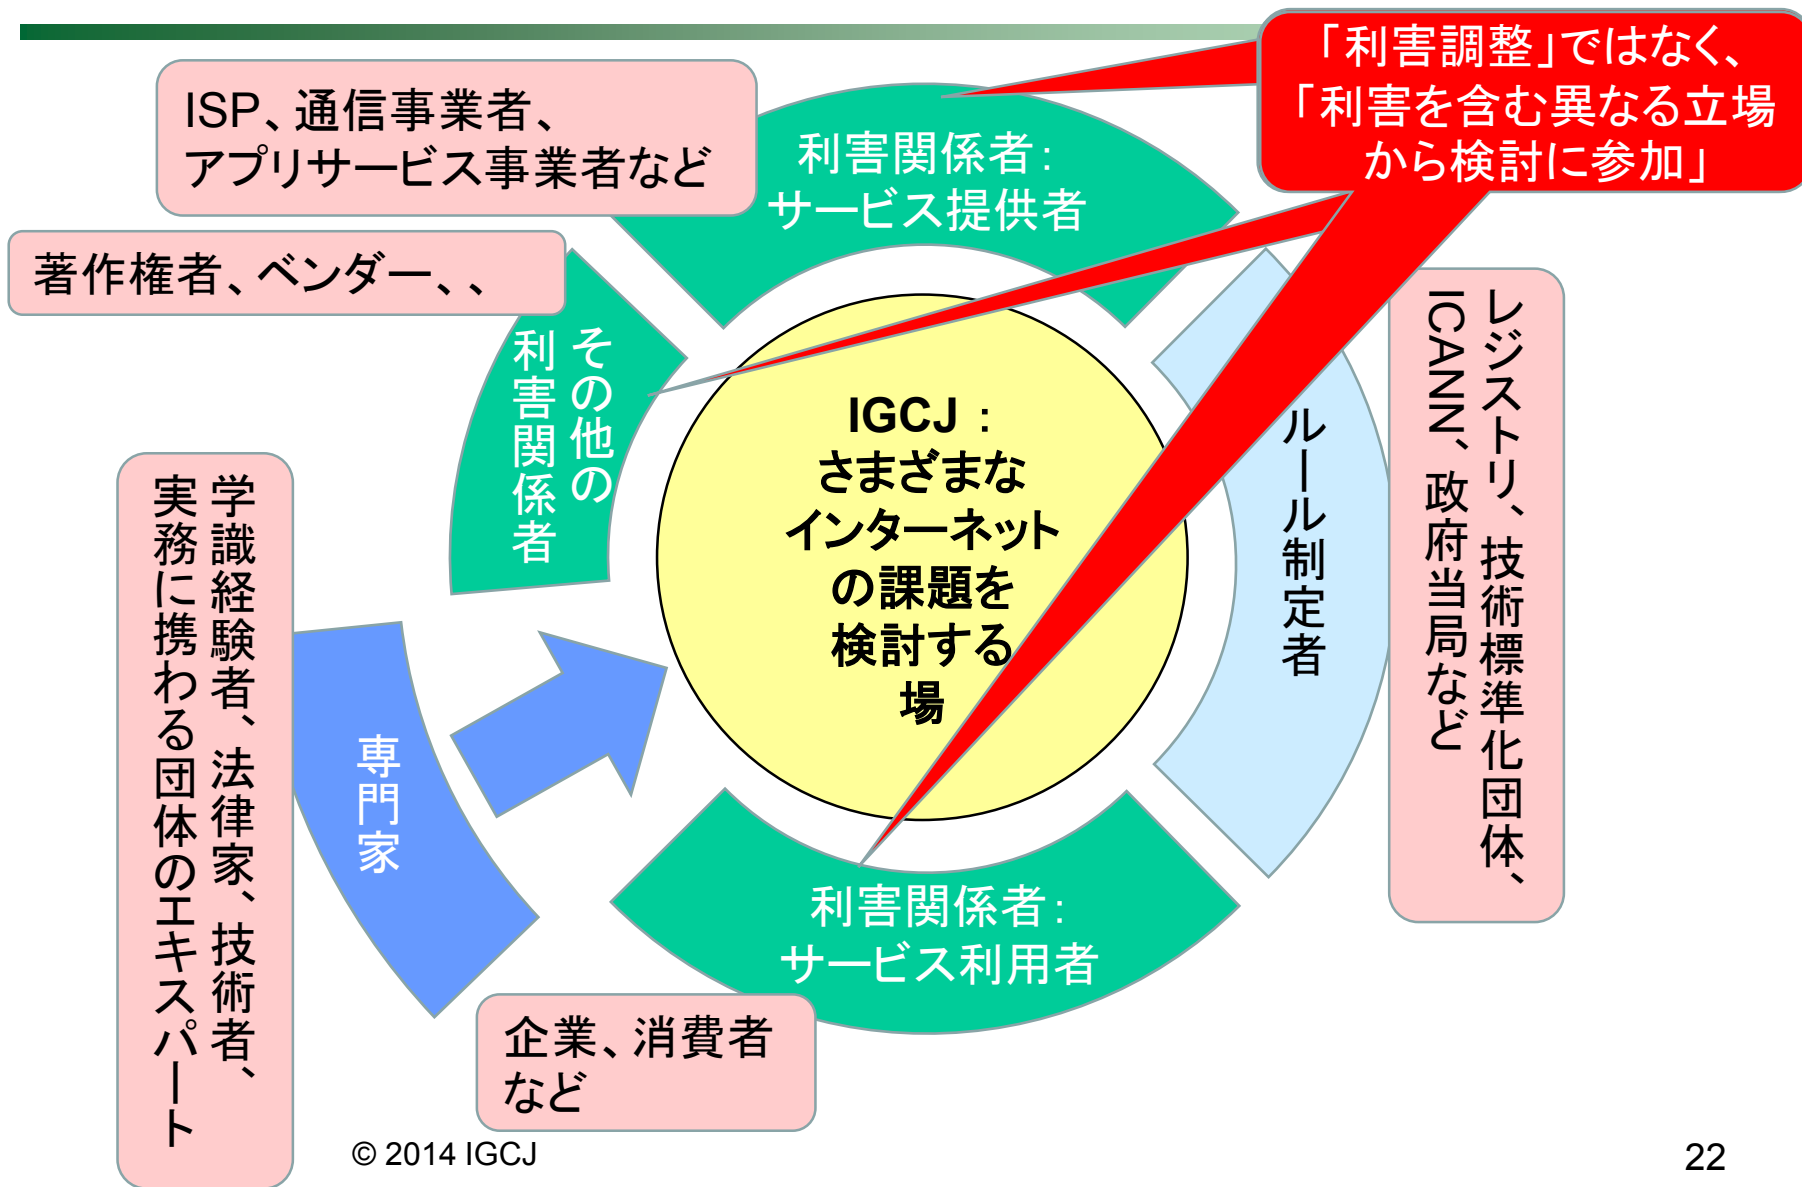 「利害調整」ではなく、
「利害を含む異なる立場
から検討に参加」
ISP、通信事業者、
アプリサービス事業者など
利害関係者：
サービス提供者
著作権者、ベンダー、、
その他の
利害関係者
IGCJ：
さまざまな
インターネット
の課題を
検討する
場
ルール制定者
レジストリ、技術標準化団体、
ICANN、政府当局など
学識経験者、法律家、技術者、
実務に携わる団体のエキスパート
専門家
利害関係者：
サービス利用者
企業、消費者
など
© 2014 IGCJ
22